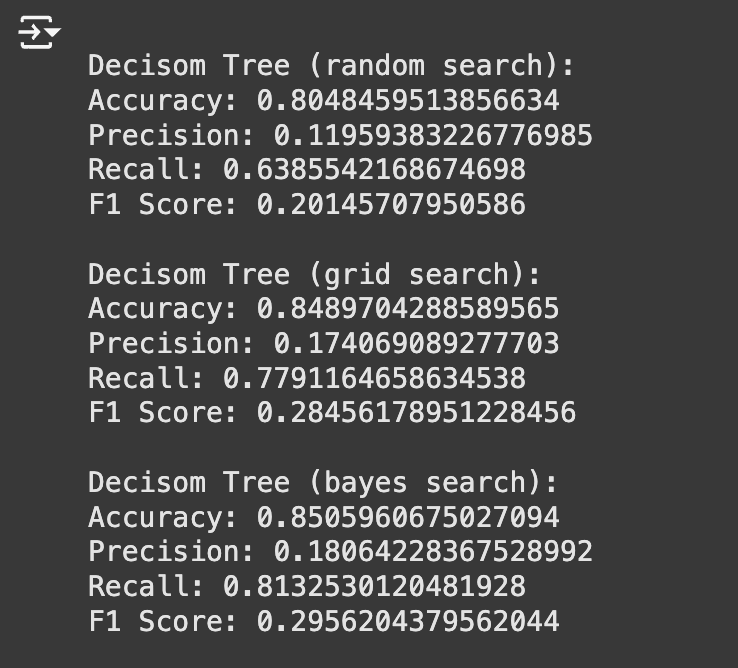 Decisom Tree (random search):
Accuracy: 0.8048459513856634
Precision: 0.11959383226776985
Recall: 0.6385542168674698
F1 Score: 0.20145707950586
Decisom Tree (grid search):
Accuracy: 0.8489704288589565
Precision: 0.174069089277703
Recall: 0.7791164658634538
F1 Score: 0.28456178951228456
Decisom Tree (bayes search):
Accuracy: 0.8505960675027094
Precision: 0.18064228367528992
Recall: 0.8132530120481928
F1 Score: 0.2956204379562044